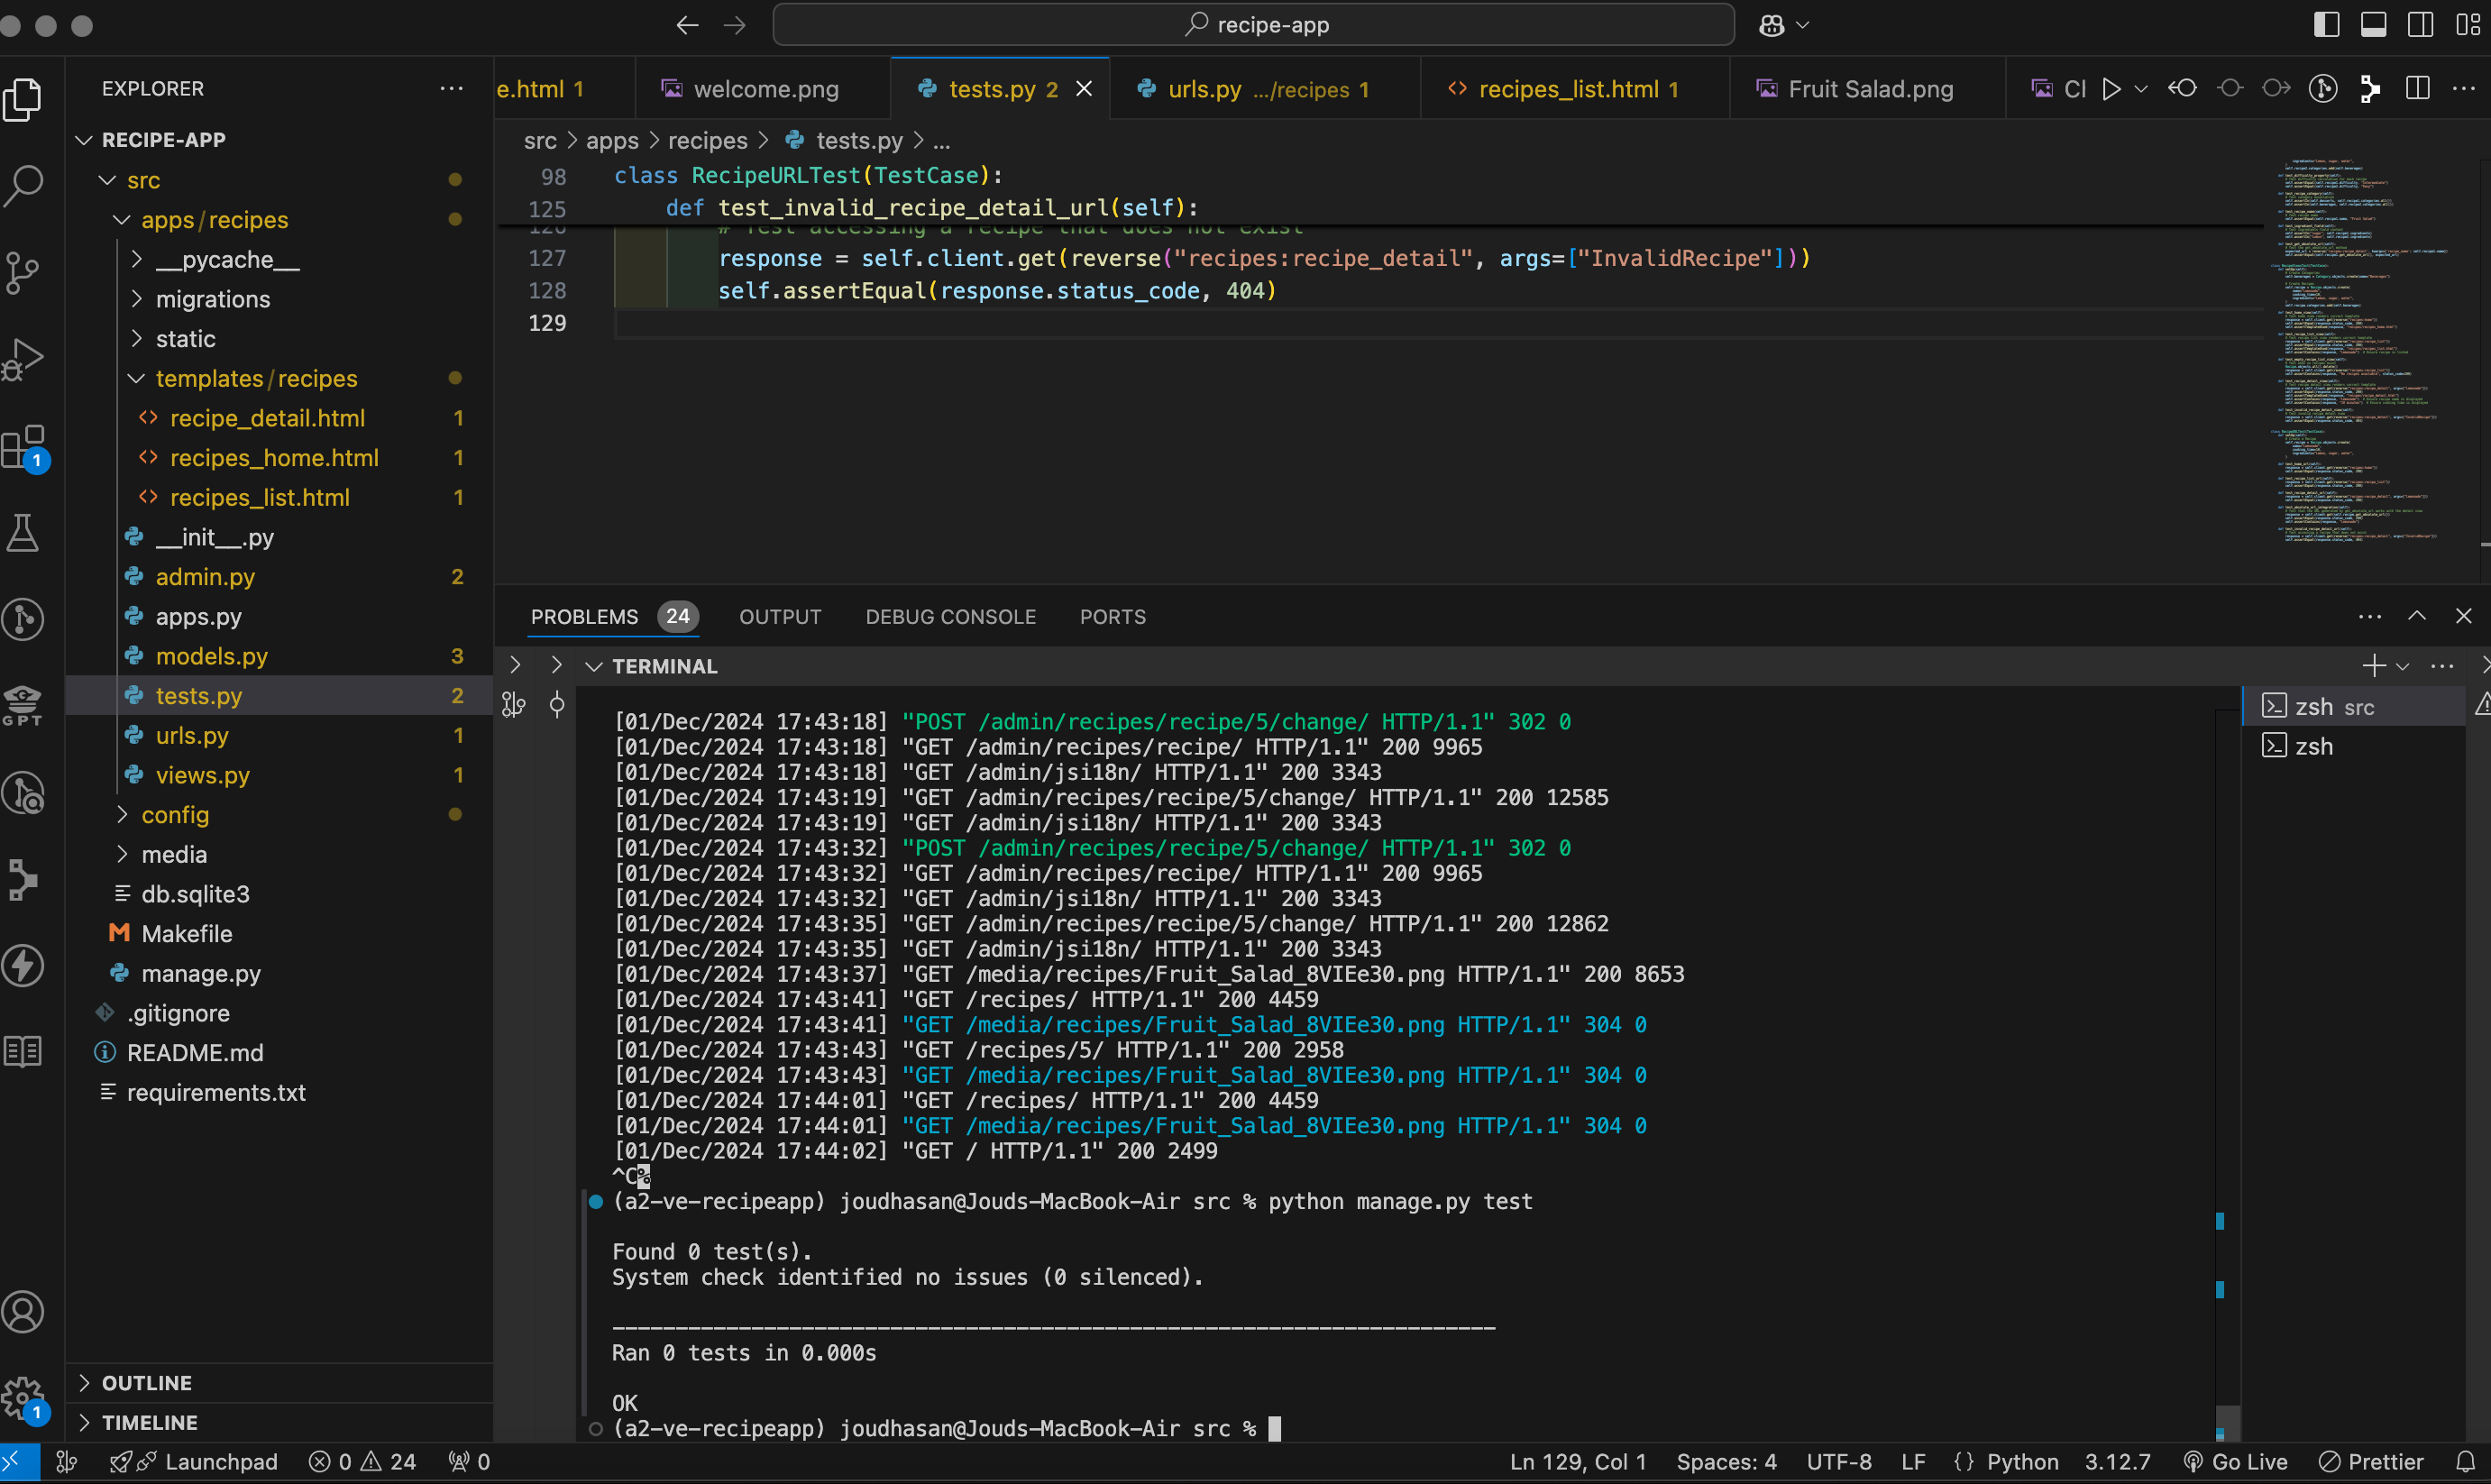 recipe-app
EXPLORER
RECIPE-APP
src
apps/recipes
__pycache__
migrations
static
templates/recipes
recipe_detail.html 1
recipes_home.html 1
recipes_list.html 1
__init__.py
admin.py 2
apps.py
models.py 3
tests.py 2
urls.py 1
views.py 1
config
media
db.sqlite3
Makefile
manage.py
.gitignore
README.md
requirements.txt
OUTLINE
TIMELINE
1
GPT
1
e.html 1
welcome.png
tests.py 2
urls.py .../recipes 1
recipes_list.html 1
Fruit Salad.png
src > apps > recipes > tests.py > ...
98 class RecipeURLTest(TestCase):
125 def test_invalid_recipe_detail_url(self):
126 # Test accessing a recipe that does not exist
127 response = self.client.get(reverse("recipes:recipe_detail", args=["InvalidRecipe"]))
128 self.assertEqual(response.status_code, 404)
129
PROBLEMS 24 OUTPUT DEBUG CONSOLE PORTS
TERMINAL
[01/Dec/2024 17:43:18] "POST /admin/recipes/recipe/5/change/ HTTP/1.1" 302 0
[01/Dec/2024 17:43:18] "GET /admin/recipes/recipe/ HTTP/1.1" 200 9965
[01/Dec/2024 17:43:18] "GET /admin/jsi18n/ HTTP/1.1" 200 3343
[01/Dec/2024 17:43:19] "GET /admin/recipes/recipe/5/change/ HTTP/1.1" 200 12585
[01/Dec/2024 17:43:19] "GET /admin/jsi18n/ HTTP/1.1" 200 3343
[01/Dec/2024 17:43:32] "POST /admin/recipes/recipe/5/change/ HTTP/1.1" 302 0
[01/Dec/2024 17:43:32] "GET /admin/recipes/recipe/ HTTP/1.1" 200 9965
[01/Dec/2024 17:43:32] "GET /admin/jsi18n/ HTTP/1.1" 200 3343
[01/Dec/2024 17:43:35] "GET /admin/recipes/recipe/5/change/ HTTP/1.1" 200 12862
[01/Dec/2024 17:43:35] "GET /admin/jsi18n/ HTTP/1.1" 200 3343
[01/Dec/2024 17:43:37] "GET /media/recipes/Fruit_Salad_8VIEe30.png HTTP/1.1" 200 8653
[01/Dec/2024 17:43:41] "GET /recipes/ HTTP/1.1" 200 4459
[01/Dec/2024 17:43:41] "GET /media/recipes/Fruit_Salad_8VIEe30.png HTTP/1.1" 304 0
[01/Dec/2024 17:43:43] "GET /recipes/5/ HTTP/1.1" 200 2958
[01/Dec/2024 17:43:43] "GET /media/recipes/Fruit_Salad_8VIEe30.png HTTP/1.1" 304 0
[01/Dec/2024 17:44:01] "GET /recipes/ HTTP/1.1" 200 4459
[01/Dec/2024 17:44:01] "GET /media/recipes/Fruit_Salad_8VIEe30.png HTTP/1.1" 304 0
[01/Dec/2024 17:44:02] "GET / HTTP/1.1" 200 2499
^C%
(a2-ve-recipeapp) joudhasan@Jouds-MacBook-Air src % python manage.py test
Found 0 test(s).
System check identified no issues (0 silenced).
----------------------------------------------------------------------
Ran 0 tests in 0.000s
OK
(a2-ve-recipeapp) joudhasan@Jouds-MacBook-Air src %
zsh src
zsh
Launchpad 0 24 0 Ln 129, Col 1 Spaces: 4 UTF-8 LF {} Python 3.12.7 Go Live Prettier